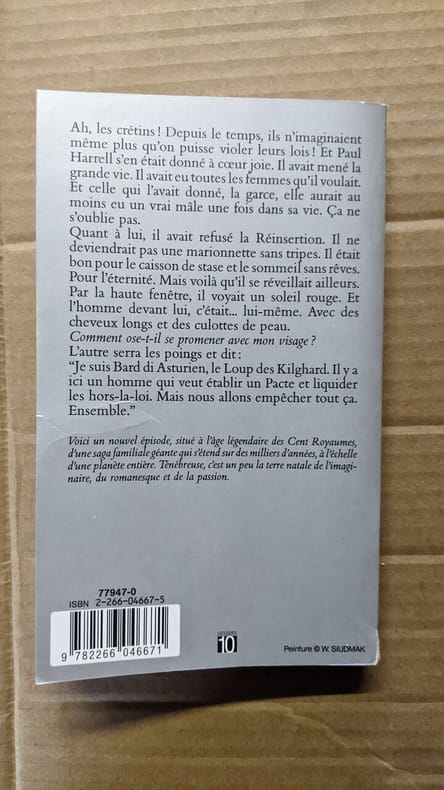 Ah, les crétins ! Depuis le temps, ils n'imaginaient
même plus qu'on puisse violer leurs lois ! Et Paul
Harrell s'en était donné à cœur joie. Il avait mené la
grande vie. Il avait eu toutes les femmes qu'il voulait.
Et celle qui l'avait donné, la garce, elle aurait au
moins eu un vrai mâle une fois dans sa vie. Ça ne
s'oublie pas.
Quant à lui, il avait refusé la Réinsertion. Il ne
deviendrait pas une marionnette sans tripes. Il était
bon pour le caisson de stase et le sommeil sans rêves.
Pour l'éternité. Mais voilà qu'il se réveillait ailleurs.
Par la haute fenêtre, il voyait un soleil rouge. Et
l'homme devant lui, c'était... lui-même. Avec des
cheveux longs et des culottes de peau.
Comment ose-t-il se promener avec mon visage ?
L'autre serra les poings et dit :
“Je suis Bard di Asturien, le Loup des Kilghard. Il y a
ici un homme qui veut établir un Pacte et liquider
les hors-la-loi. Mais nous allons empêcher tout ça.
Ensemble.”
Voici un nouvel épisode, situé à l'âge légendaire des Cent Royaumes,
d'une saga familiale géante qui s'étend sur des milliers d'années, à l'échelle
d'une planète entière. Ténébreuse, c'est un peu la terre natale de l'imagi-
naire, du romanesque et de la passion.
77947-0
ISBN 2-266-04667-5
9 782266 046671
10
Peinture © W. SIUDMAK